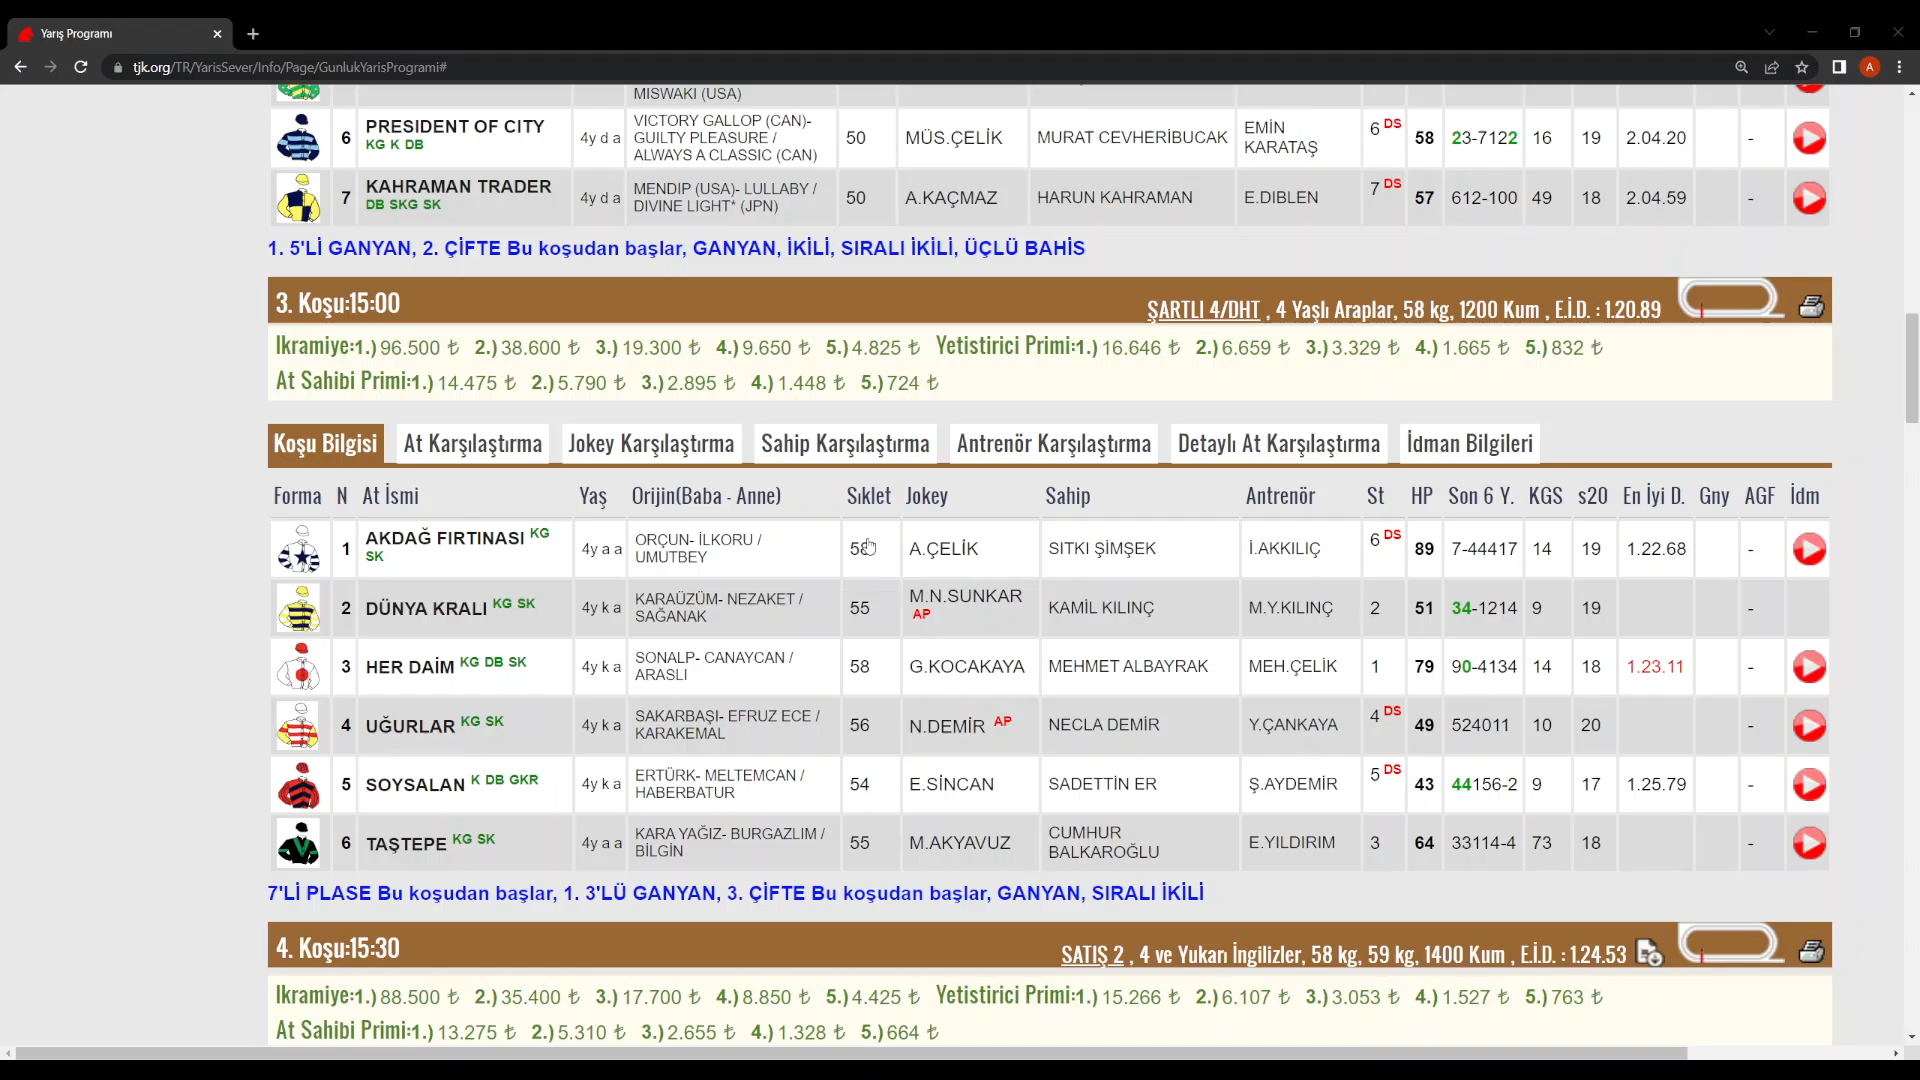 Yarış Programı
tjk.org/TR/YarisSever/Info/Page/GunlukYarisProgrami#
A
MISWAKI (USA)
6 PRESIDENT OF CITY KG K DB 4y d a VICTORY GALLOP (CAN)- GUILTY PLEASURE / ALWAYS A CLASSIC (CAN) 50 MÜS.ÇELİK MURAT CEVHERİBUCAK EMİN KARATAŞ 6 DS 58 23-7122 16 19 2.04.20 -
7 KAHRAMAN TRADER DB SKG SK 4y d a MENDIP (USA)- LULLABY / DIVINE LIGHT* (JPN) 50 A.KAÇMAZ HARUN KAHRAMAN E.DIBLEN 7 DS 57 612-100 49 18 2.04.59 -
1. 5'Lİ GANYAN, 2. ÇİFTE Bu koşudan başlar, GANYAN, İKİLİ, SIRALI İKİLİ, ÜÇLÜ BAHİS
3. Koşu:15:00
ŞARTLI 4/DHT , 4 Yaşlı Araplar, 58 kg, 1200 Kum , E.İ.D. : 1.20.89
Ikramiye:1.) 96.500 ₺ 2.) 38.600 ₺ 3.) 19.300 ₺ 4.) 9.650 ₺ 5.) 4.825 ₺ Yetistirici Primi:1.) 16.646 ₺ 2.) 6.659 ₺ 3.) 3.329 ₺ 4.) 1.665 ₺ 5.) 832 ₺
At Sahibi Primi:1.) 14.475 ₺ 2.) 5.790 ₺ 3.) 2.895 ₺ 4.) 1.448 ₺ 5.) 724 ₺
Koşu Bilgisi At Karşılaştırma Jokey Karşılaştırma Sahip Karşılaştırma Antrenör Karşılaştırma Detaylı At Karşılaştırma İdman Bilgileri
Forma N At İsmi Yaş Orijin(Baba - Anne) Sıklet Jokey Sahip Antrenör St HP Son 6 Y. KGS s20 En İyi D. Gny AGF İdm
1 AKDAĞ FIRTINASI KG SK 4y a a ORÇUN- İLKORU / UMUTBEY 58 A.ÇELİK SITKI ŞİMŞEK İ.AKKILIÇ 6 DS 89 7-44417 14 19 1.22.68 -
2 DÜNYA KRALI KG SK 4y k a KARAÜZÜM- NEZAKET / SAĞANAK 55 M.N.SUNKAR AP KAMİL KILINÇ M.Y.KILINÇ 2 51 34-1214 9 19 -
3 HER DAİM KG DB SK 4y k a SONALP- CANAYCAN / ARASLI 58 G.KOCAKAYA MEHMET ALBAYRAK MEH.ÇELİK 1 79 90-4134 14 18 1.23.11 -
4 UĞURLAR KG SK 4y k a SAKARBAŞI- EFRUZ ECE / KARAKEMAL 56 N.DEMİR AP NECLA DEMİR Y.ÇANKAYA 4 DS 49 524011 10 20 -
5 SOYSALAN K DB GKR 4y k a ERTÜRK- MELTEMCAN / HABERBATUR 54 E.SİNCAN SADETTİN ER Ş.AYDEMİR 5 DS 43 44156-2 9 17 1.25.79 -
6 TAŞTEPE KG SK 4y a a KARA YAĞIZ- BURGAZLIM / BİLGİN 55 M.AKYAVUZ CUMHUR BALKAROĞLU E.YILDIRIM 3 64 33114-4 73 18 -
7'Lİ PLASE Bu koşudan başlar, 1. 3'LÜ GANYAN, 3. ÇİFTE Bu koşudan başlar, GANYAN, SIRALI İKİLİ
4. Koşu:15:30
SATIŞ 2 , 4 ve Yukarı İngilizler, 58 kg, 59 kg, 1400 Kum , E.İ.D. : 1.24.53
Ikramiye:1.) 88.500 ₺ 2.) 35.400 ₺ 3.) 17.700 ₺ 4.) 8.850 ₺ 5.) 4.425 ₺ Yetistirici Primi:1.) 15.266 ₺ 2.) 6.107 ₺ 3.) 3.053 ₺ 4.) 1.527 ₺ 5.) 763 ₺
At Sahibi Primi:1.) 13.275 ₺ 2.) 5.310 ₺ 3.) 2.655 ₺ 4.) 1.328 ₺ 5.) 664 ₺